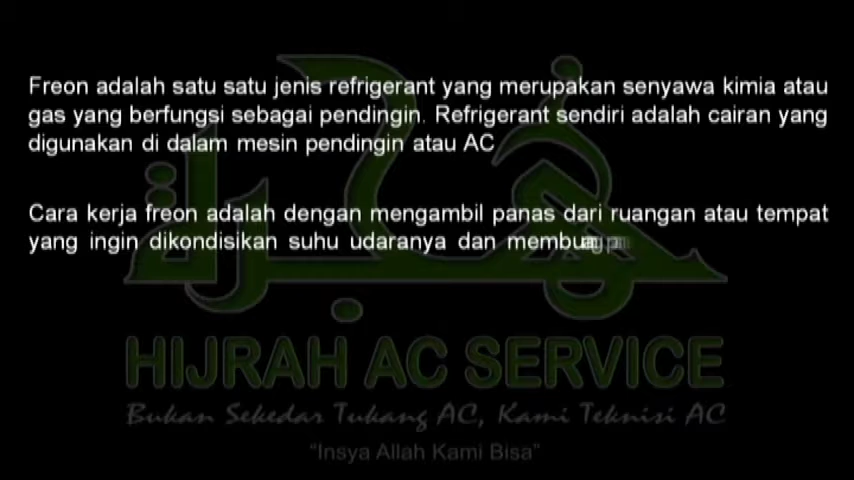 Freon adalah satu satu jenis refrigerant yang merupakan senyawa kimia atau
gas yang berfungsi sebagai pendingin. Refrigerant sendiri adalah cairan yang
digunakan di dalam mesin pendingin atau AC
Cara kerja freon adalah dengan mengambil panas dari ruangan atau tempat
yang ingin dikondisikan suhu udaranya dan membuang
HIJRAH AC SERVICE
Bukan Sekedar Tukang AC, Kami Teknisi AC
"Insya Allah Kami Bisa"